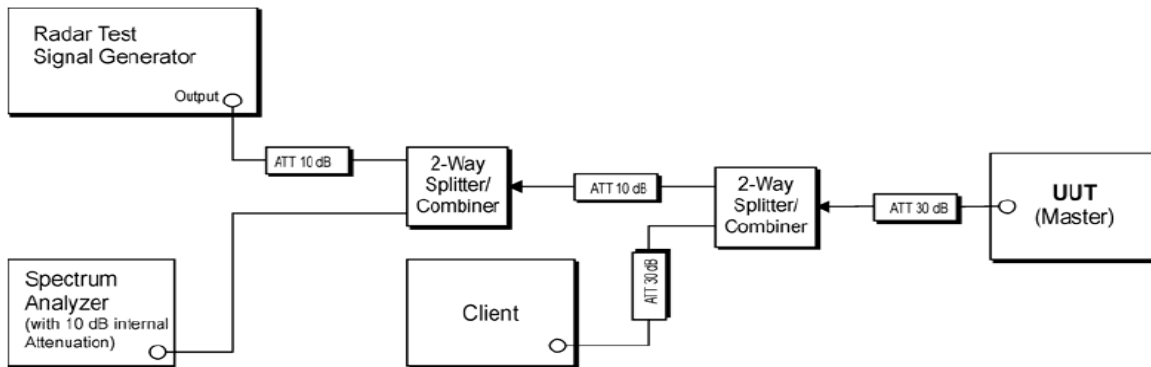 Radar Test
Signal Generator
Output
ATT 10 dB
2-Way
Splitter/
Combiner
ATT 10 dB
2-Way
Splitter/
Combiner
ATT 30 dB
UUT
(Master)
Spectrum
Analyzer
(with 10 dB internal
Attenuation)
Client
ATT 30 dB